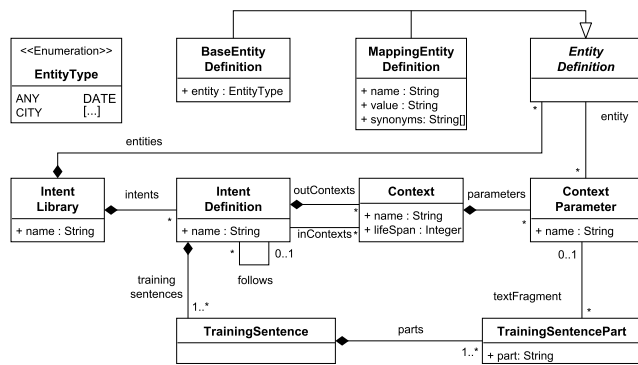 <<Enumeration>>
EntityType
ANY DATE
CITY [...]
BaseEntity
Definition
+ entity : EntityType
MappingEntity
Definition
+ name : String
+ value : String
+ synonyms: String[]
Entity
Definition
*
entity
entities
*
Intent
Library
+ name : String
intents
*
Intent
Definition
+ name : String
outContexts
*
inContexts*
Context
+ name : String
+ lifeSpan : Integer
parameters
*
Context
Parameter
+ name : String
*
0..1
follows
training
sentences
1..*
0..1
textFragment
*
TrainingSentence
parts
1..*
TrainingSentencePart
+ part: String